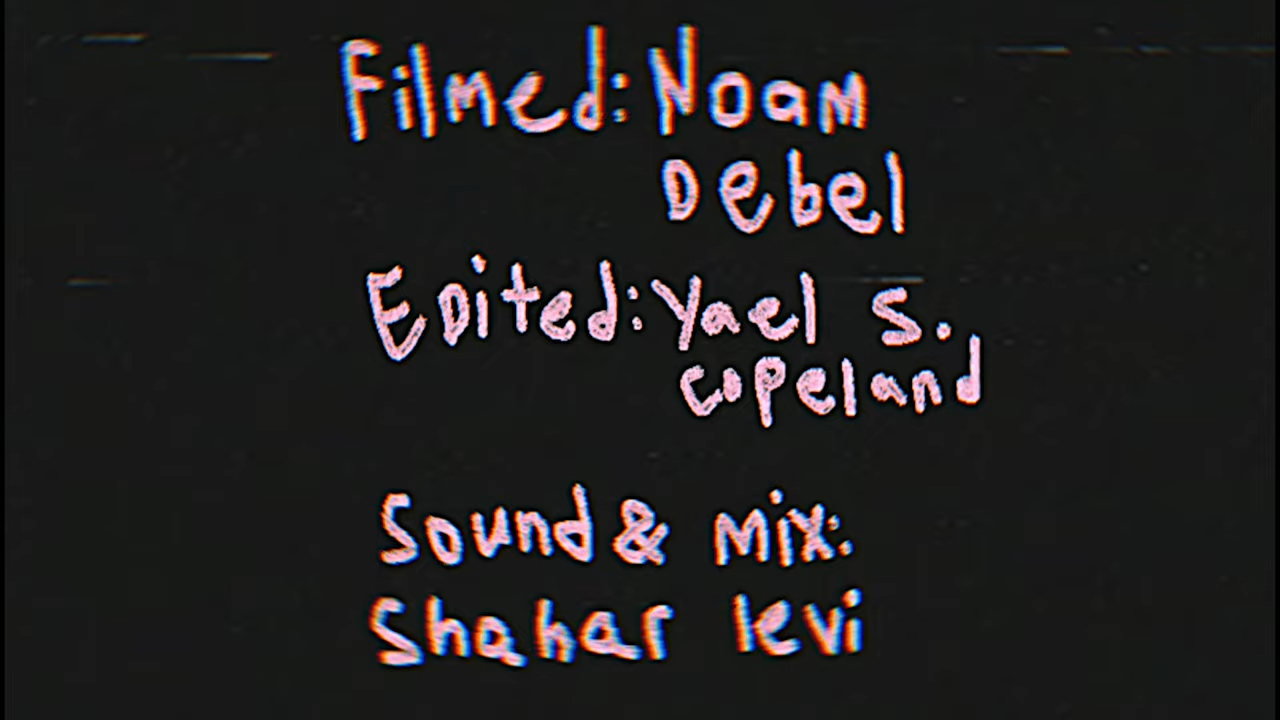 Filmed: Noam
Debel
Edited: Yael S.
copeland
Sound & Mix:
Shahar levi